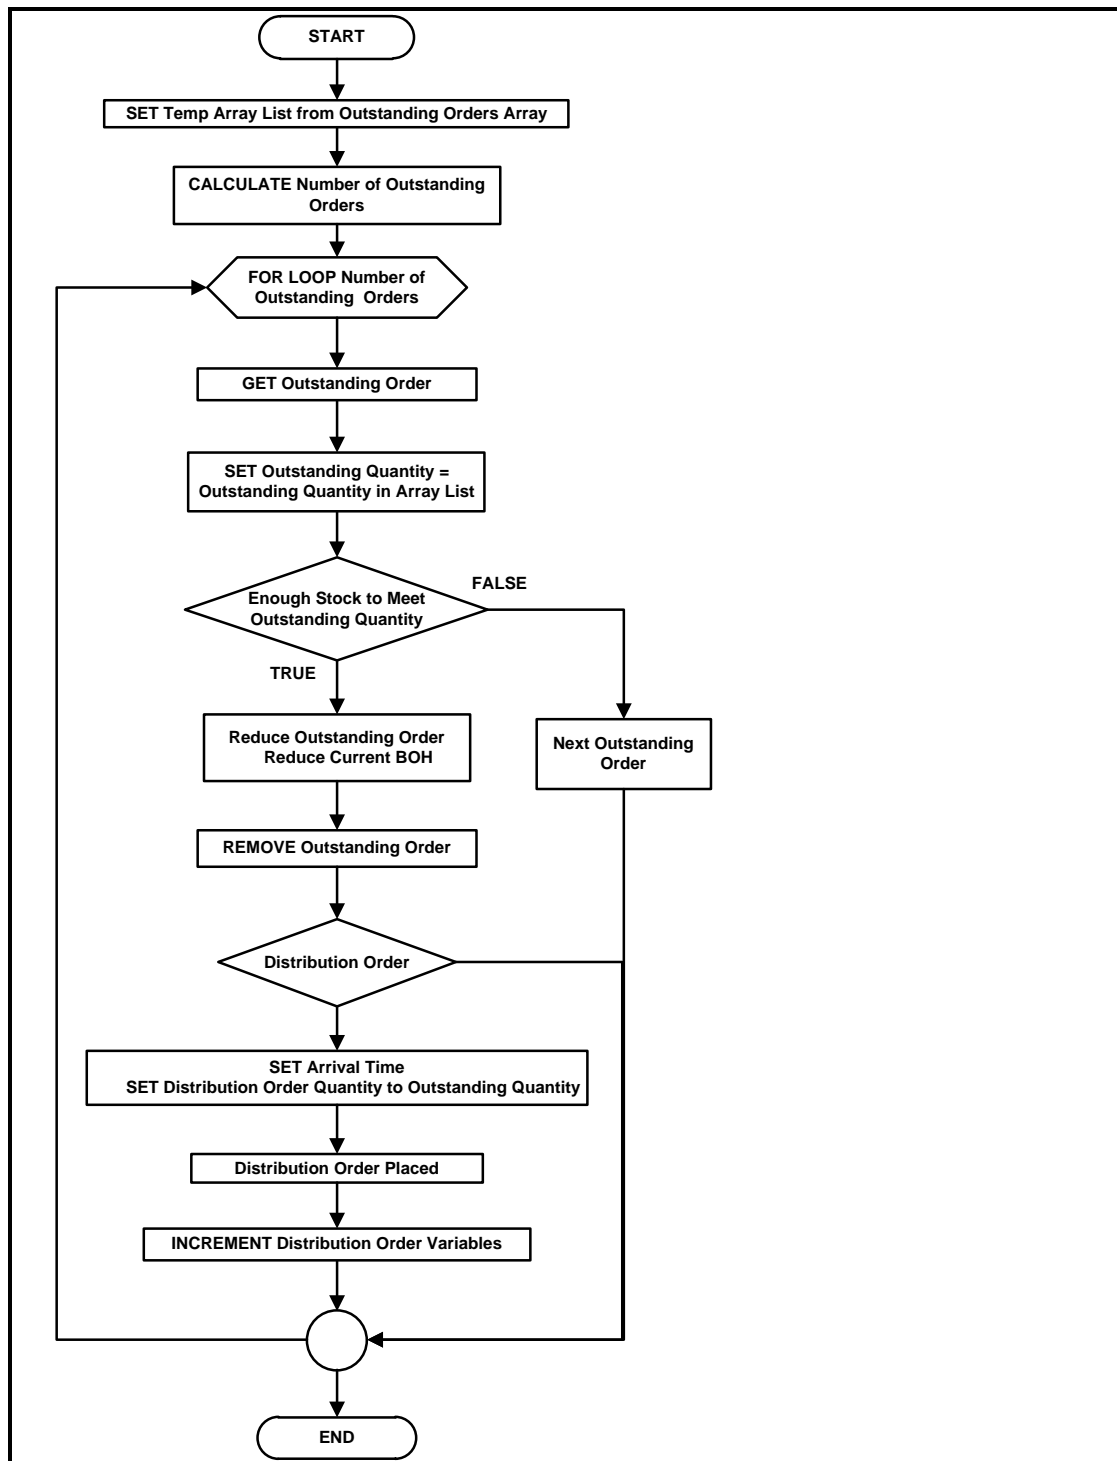 START
SET Temp Array List from Outstanding Orders Array
CALCULATE Number of Outstanding
Orders
FOR LOOP Number of
Outstanding Orders
GET Outstanding Order
SET Outstanding Quantity =
Outstanding Quantity in Array List
Enough Stock to Meet
Outstanding Quantity
FALSE
TRUE
Reduce Outstanding Order
Reduce Current BOH
Next Outstanding
Order
REMOVE Outstanding Order
Distribution Order
SET Arrival Time
SET Distribution Order Quantity to Outstanding Quantity
Distribution Order Placed
INCREMENT Distribution Order Variables
END